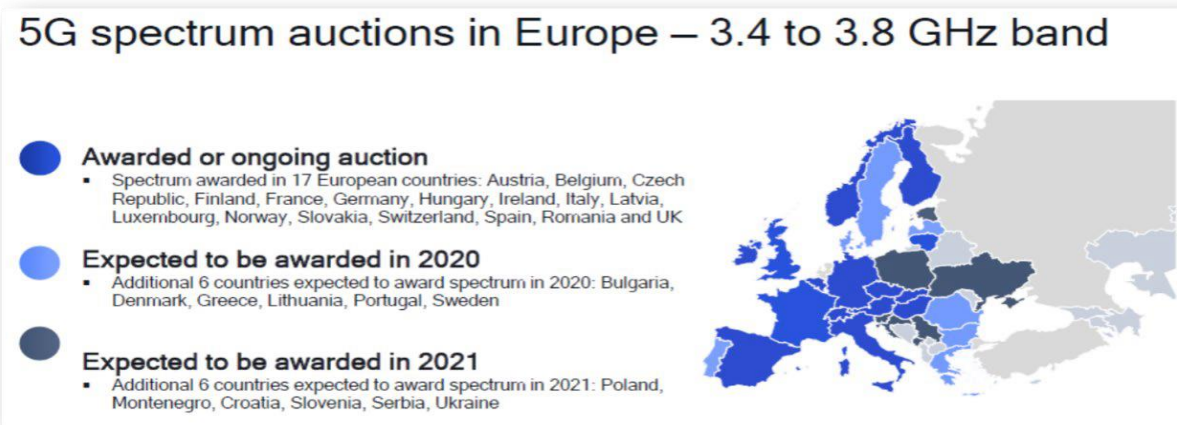 5G spectrum auctions in Europe – 3.4 to 3.8 GHz band
Awarded or ongoing auction
▪ Spectrum awarded in 17 European countries: Austria, Belgium, Czech
Republic, Finland, France, Germany, Hungary, Ireland, Italy, Latvia,
Luxembourg, Norway, Slovakia, Switzerland, Spain, Romania and UK
Expected to be awarded in 2020
▪ Additional 6 countries expected to award spectrum in 2020: Bulgaria,
Denmark, Greece, Lithuania, Portugal, Sweden
Expected to be awarded in 2021
▪ Additional 6 countries expected to award spectrum in 2021: Poland,
Montenegro, Croatia, Slovenia, Serbia, Ukraine